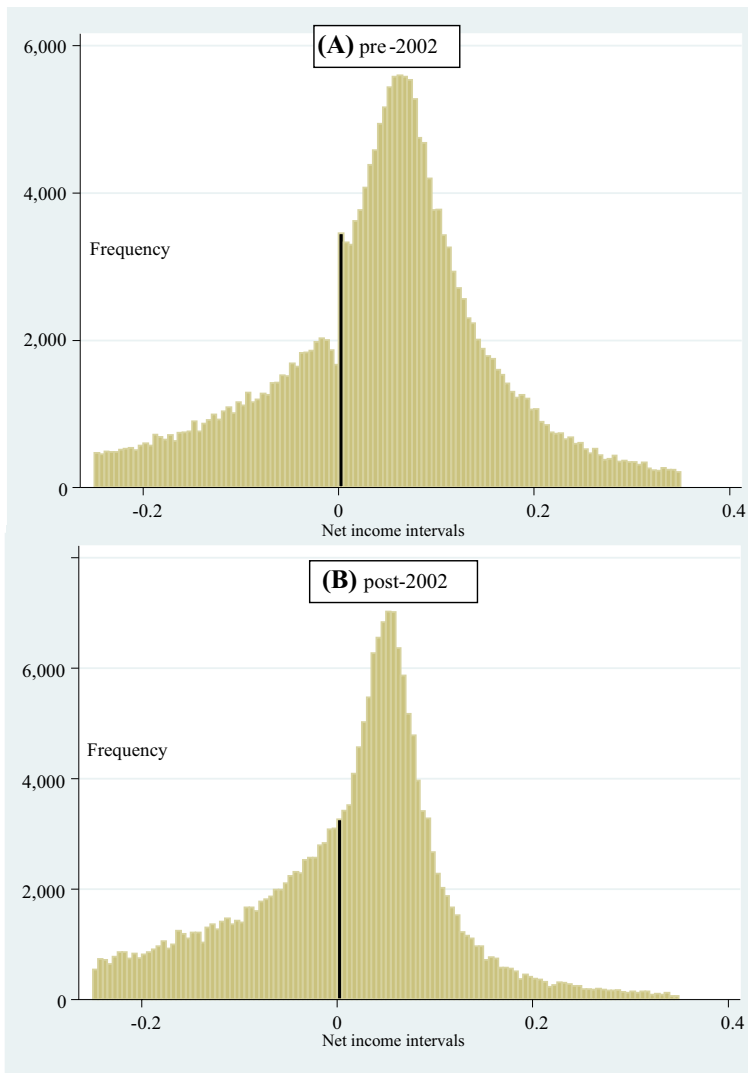 (A) pre-2002
6,000
4,000
Frequency
2,000
0
-0.2 0 0.2 0.4
Net income intervals
(B) post-2002
6,000
Frequency
4,000
2,000
0
-0.2 0 0.2 0.4
Net income intervals